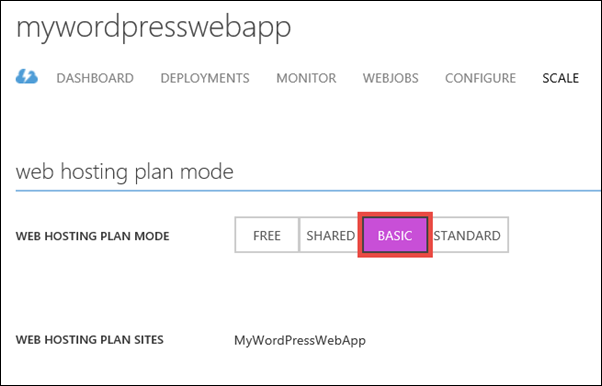 mywordpresswebapp
DASHBOARD DEPLOYMENTS MONITOR WEBJOBS CONFIGURE SCALE
web hosting plan mode
WEB HOSTING PLAN MODE FREE SHARED BASIC STANDARD
WEB HOSTING PLAN SITES MyWordPressWebApp